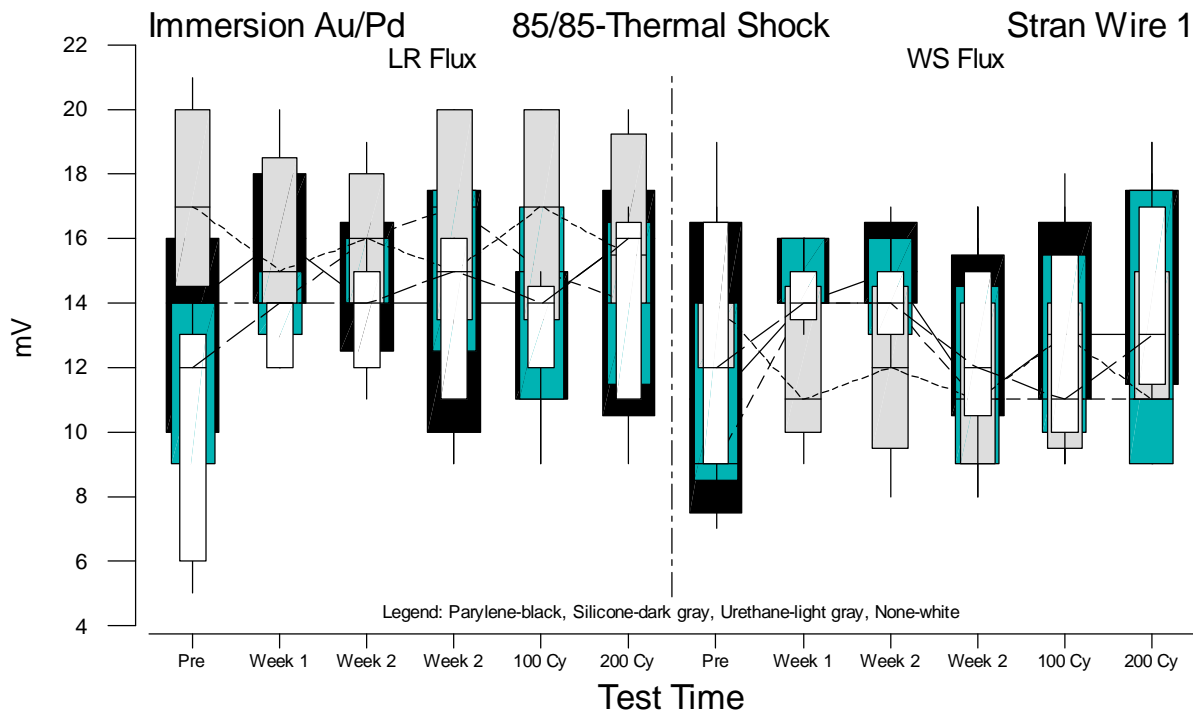 Immersion Au/Pd 85/85-Thermal Shock Stran Wire 1
LR Flux WS Flux
22
20
18
16
14
12
10
8
6
4
mV
Legend: Parylene-black, Silicone-dark gray, Urethane-light gray, None-white
Pre Week 1 Week 2 Week 2 100 Cy 200 Cy Pre Week 1 Week 2 Week 2 100 Cy 200 Cy
Test Time